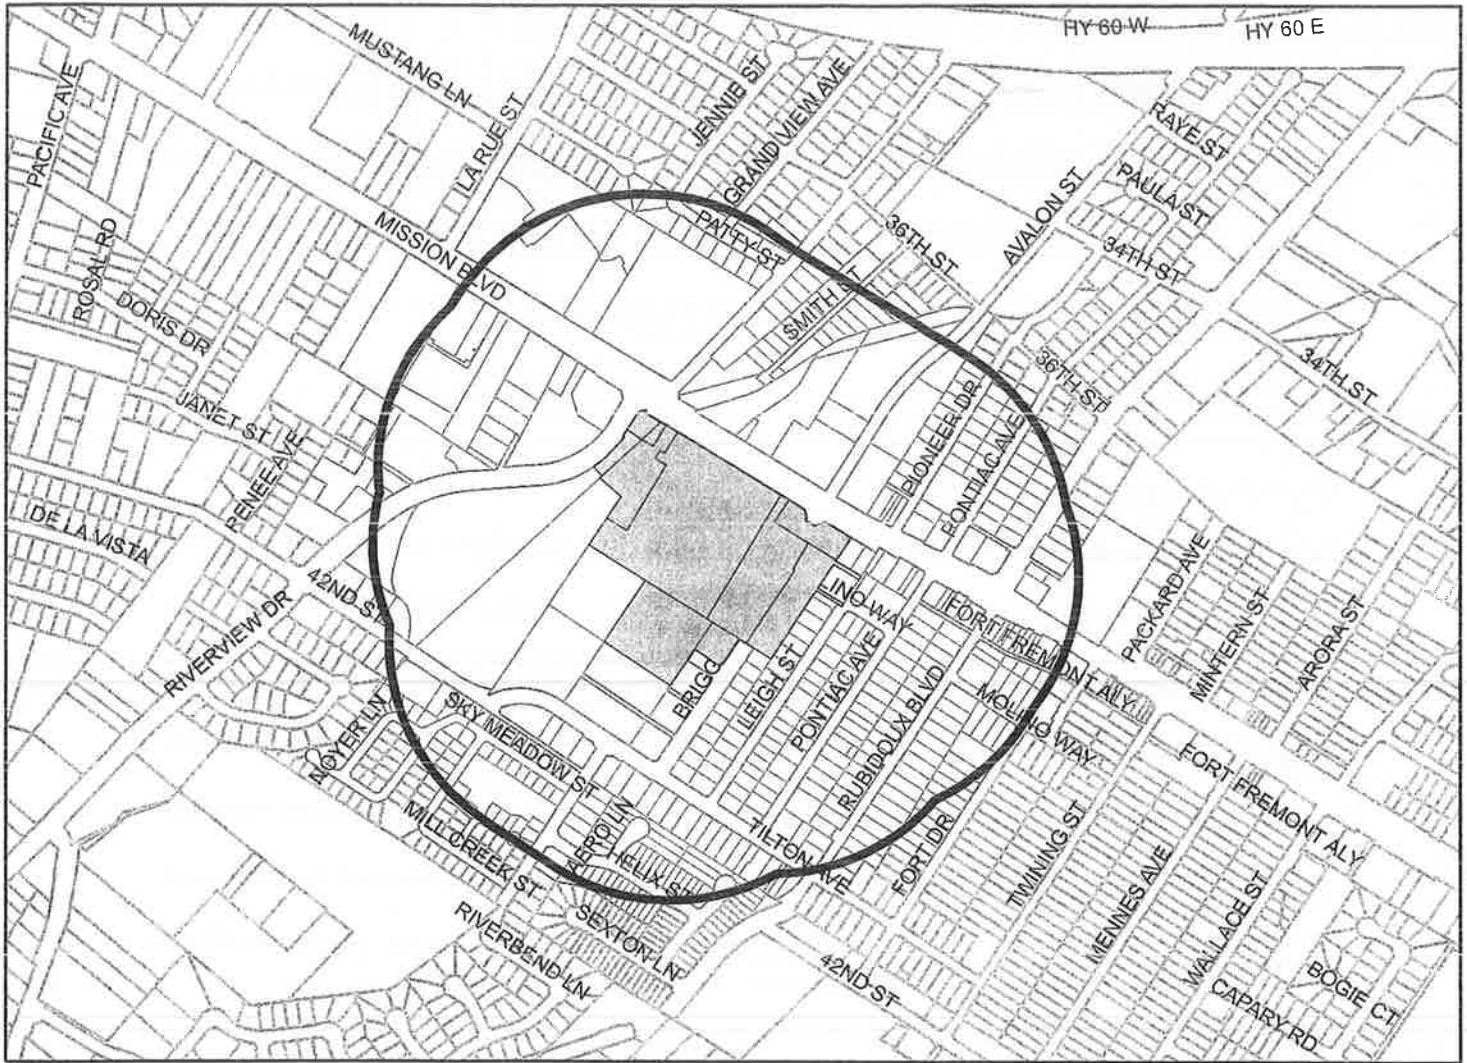 HY 60 W
HY 60 E
MUSTANG LN
PACIFIC AVE
JENNIE ST
GRANDVIEW AVE
LA RUE ST
RAYE ST
PAULA ST
AVALON ST
36TH ST
34TH ST
ROSAL RD
MISSION BLVD
PATTY ST
DORIS DR
SMITH
34TH ST
36TH ST
JANET ST
PIONEER DR
PONTIAC AVE
RENEE AVE
DE LA VISTA
42ND ST
RIVERVIEW DR
LINO WAY
FORT FREMONT ALY
PACKARD AVE
MINTERN ST
ARORA ST
BRIGG
LEIGH ST
PONTIAC AVE
RUBIDOUX BLVD
MOLINO WAY
NOYER LN
SKY MEADOW ST
FORT FREMONT ALY
MILL CREEK ST
AERO LN
HELIX ST
TILTON AVE
FORT DR
TWINING ST
MENNES AVE
WALLACE ST
RIVERBEND LN
SEXTON LN
42ND ST
CAPARY RD
BOGIE CT